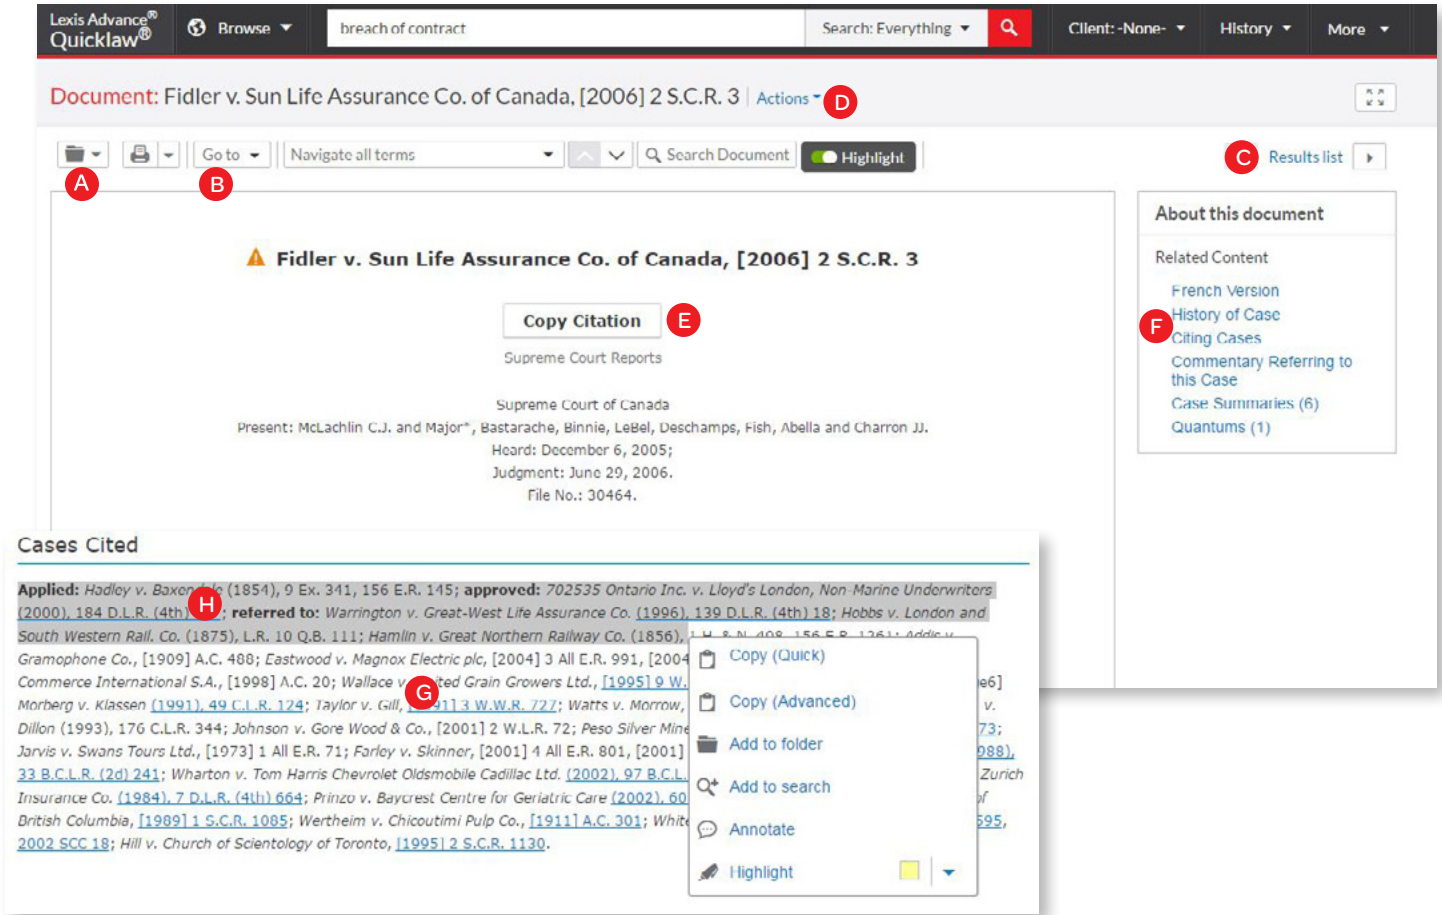 Lexis Advance®
Quicklaw®
Browse
breach of contract
Search: Everything
Client: -None-
History
More
Document: Fidler v. Sun Life Assurance Co. of Canada, [2006] 2 S.C.R. 3 | Actions
D
Go to
Navigate all terms
Search Document
Highlight
C
Results list
A
B
About this document
Fidler v. Sun Life Assurance Co. of Canada, [2006] 2 S.C.R. 3
Related Content
French Version
History of Case
F
Citing Cases
Commentary Referring to
this Case
Case Summaries (6)
Quantums (1)
Copy Citation
E
Supreme Court Reports
Supreme Court of Canada
Present: McLachlin C.J. and Major*, Bastarache, Binnie, LeBel, Deschamps, Fish, Abella and Charron JJ.
Heard: December 6, 2005;
Judgment: June 29, 2006.
File No.: 30464.
Cases Cited
Applied: Hadley v. (1854), 9 Ex. 341, 156 E.R. 145; approved: 702535 Ontario Inc. v. Lloyd's London, Non-Marine Underwriters
H
(2000), 184 D.L.R. (4th) ; referred to: Warrington v. Great-West Life Assurance Co. (1996), 139 D.L.R. (4th) 18; Hobbs v. London and
South Western Rail. Co. (1875), L.R. 10 Q.B. 111; Hamlin v. Great Northern Railway Co. (1856), 1 H. & N. 408, 156 E.R. 1261; Addis v.
Gramophone Co., [1909] A.C. 488; Eastwood v. Magnox Electric plc, [2004] 3 All E.R. 991, [2004
Commerce International S.A., [1998] A.C. 20; Wallace v. Grain Growers Ltd., [1995] 9 W. e6]
G
Morberg v. Klassen (1991), 49 C.L.R. 124; Taylor v. Gill, 3 W.W.R. 727; Watts v. Morrow, v.
Dillon (1993), 176 C.L.R. 344; Johnson v. Gore Wood & Co., [2001] 2 W.L.R. 72; Peso Silver Mine 73;
Jarvis v. Swans Tours Ltd., [1973] 1 All E.R. 71; Farley v. Skinner, [2001] 4 All E.R. 801, [2001] 988),
33 B.C.L.R. (2d) 241; Wharton v. Tom Harris Chevrolet Oldsmobile Cadillac Ltd. (2002), 97 B.C.L. Zurich
Insurance Co. (1984), 7 D.L.R. (4th) 664; Prinzo v. Baycrest Centre for Geriatric Care (2002), 60 of
British Columbia, [1989] 1 S.C.R. 1085; Wertheim v. Chicoutimi Pulp Co., [1911] A.C. 301; White 595,
2002 SCC 18; Hill v. Church of Scientology of Toronto, [1995] 2 S.C.R. 1130.
Copy (Quick)
Copy (Advanced)
Add to folder
Add to search
Annotate
Highlight